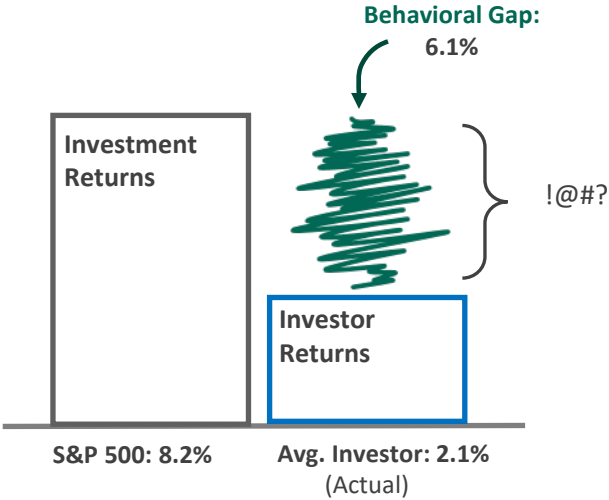 Behavioral Gap:
6.1%
Investment
Returns
!@#?
Investor
Returns
S&P 500: 8.2%
Avg. Investor: 2.1%
(Actual)